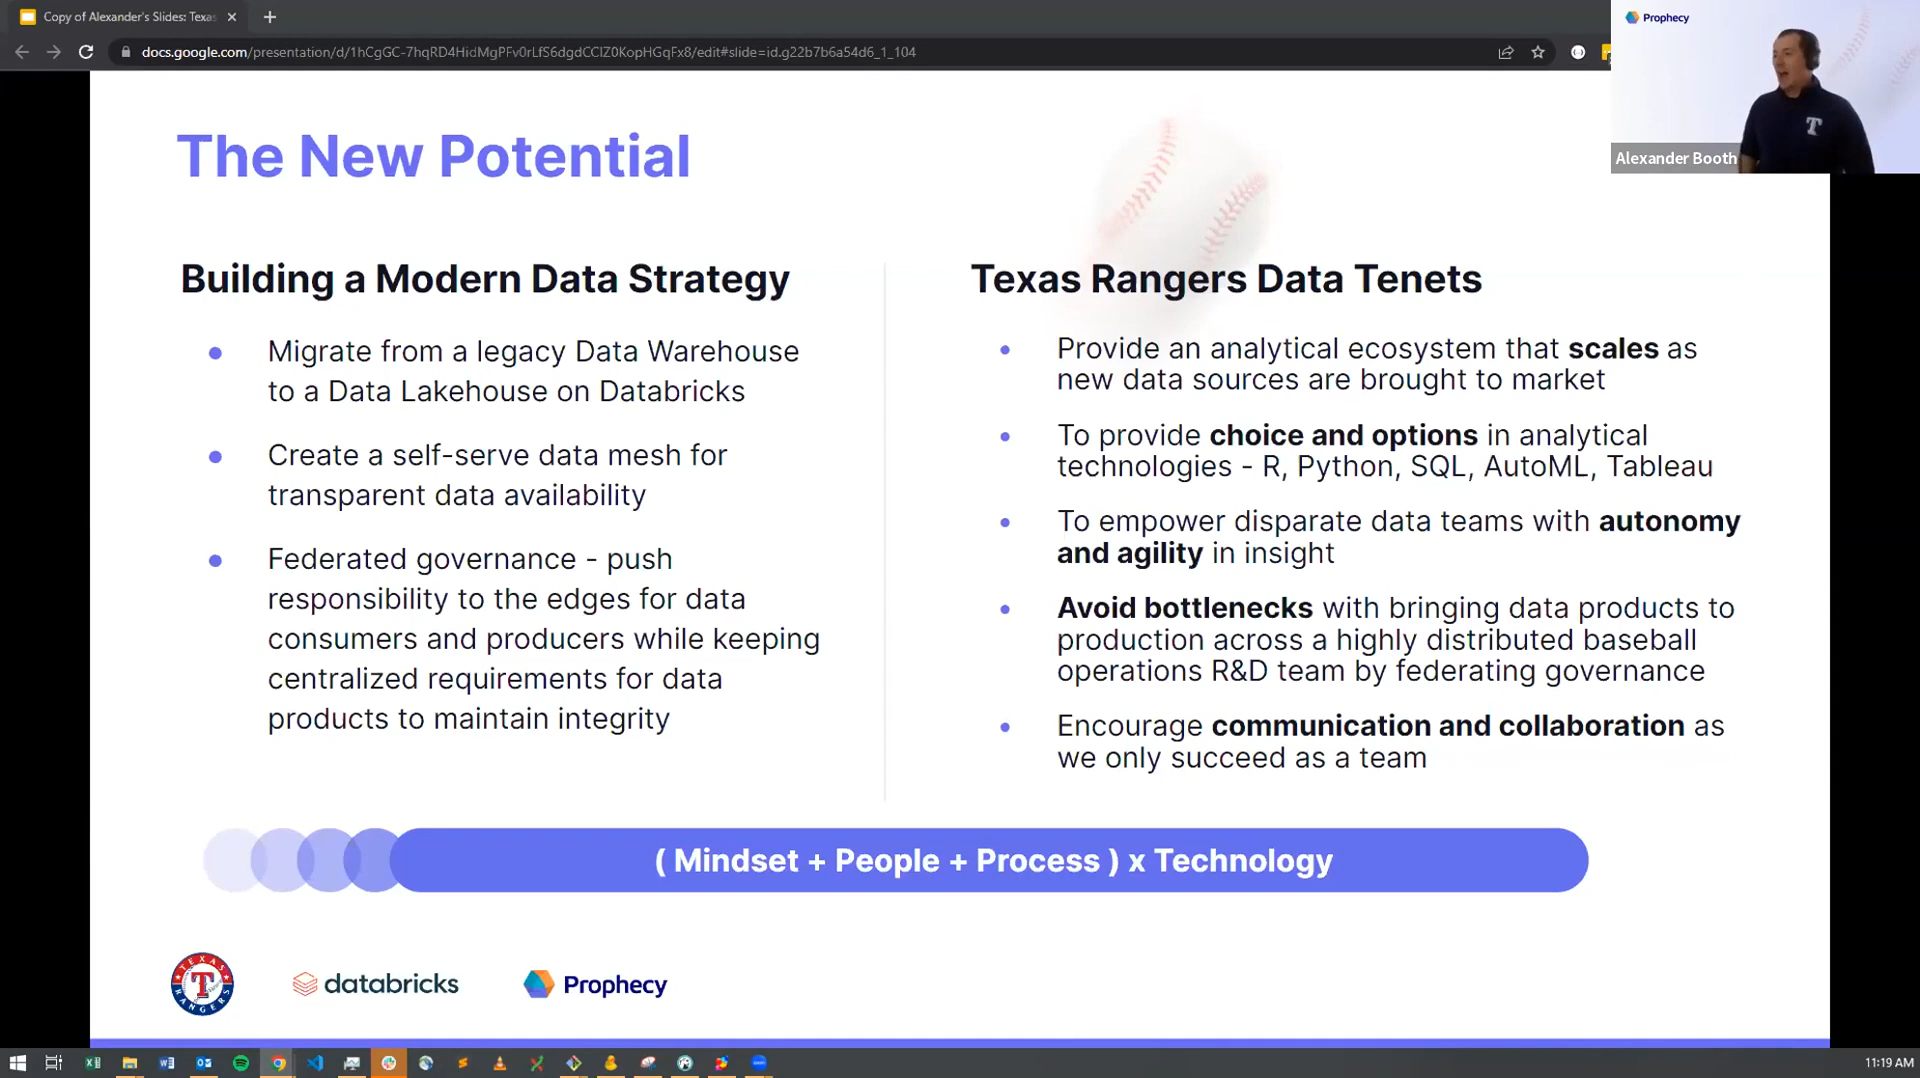 Copy of Alexander's Slides: Texas
docs.google.com/presentation/d/1hCgGC-7hqRD4HidMgPFv0rLfS6dgdCClZ0KopHGqFx8/edit#slide=id.g22b7b6a54d6_1_104
Prophecy
Alexander Booth
The New Potential
Building a Modern Data Strategy
• Migrate from a legacy Data Warehouse
to a Data Lakehouse on Databricks
• Create a self-serve data mesh for
transparent data availability
• Federated governance - push
responsibility to the edges for data
consumers and producers while keeping
centralized requirements for data
products to maintain integrity
Texas Rangers Data Tenets
• Provide an analytical ecosystem that scales as
new data sources are brought to market
• To provide choice and options in analytical
technologies - R, Python, SQL, AutoML, Tableau
• To empower disparate data teams with autonomy
and agility in insight
• Avoid bottlenecks with bringing data products to
production across a highly distributed baseball
operations R&D team by federating governance
• Encourage communication and collaboration as
we only succeed as a team
( Mindset + People + Process ) x Technology
TEXAS
T
RANGERS
databricks
Prophecy
T
11:19 AM